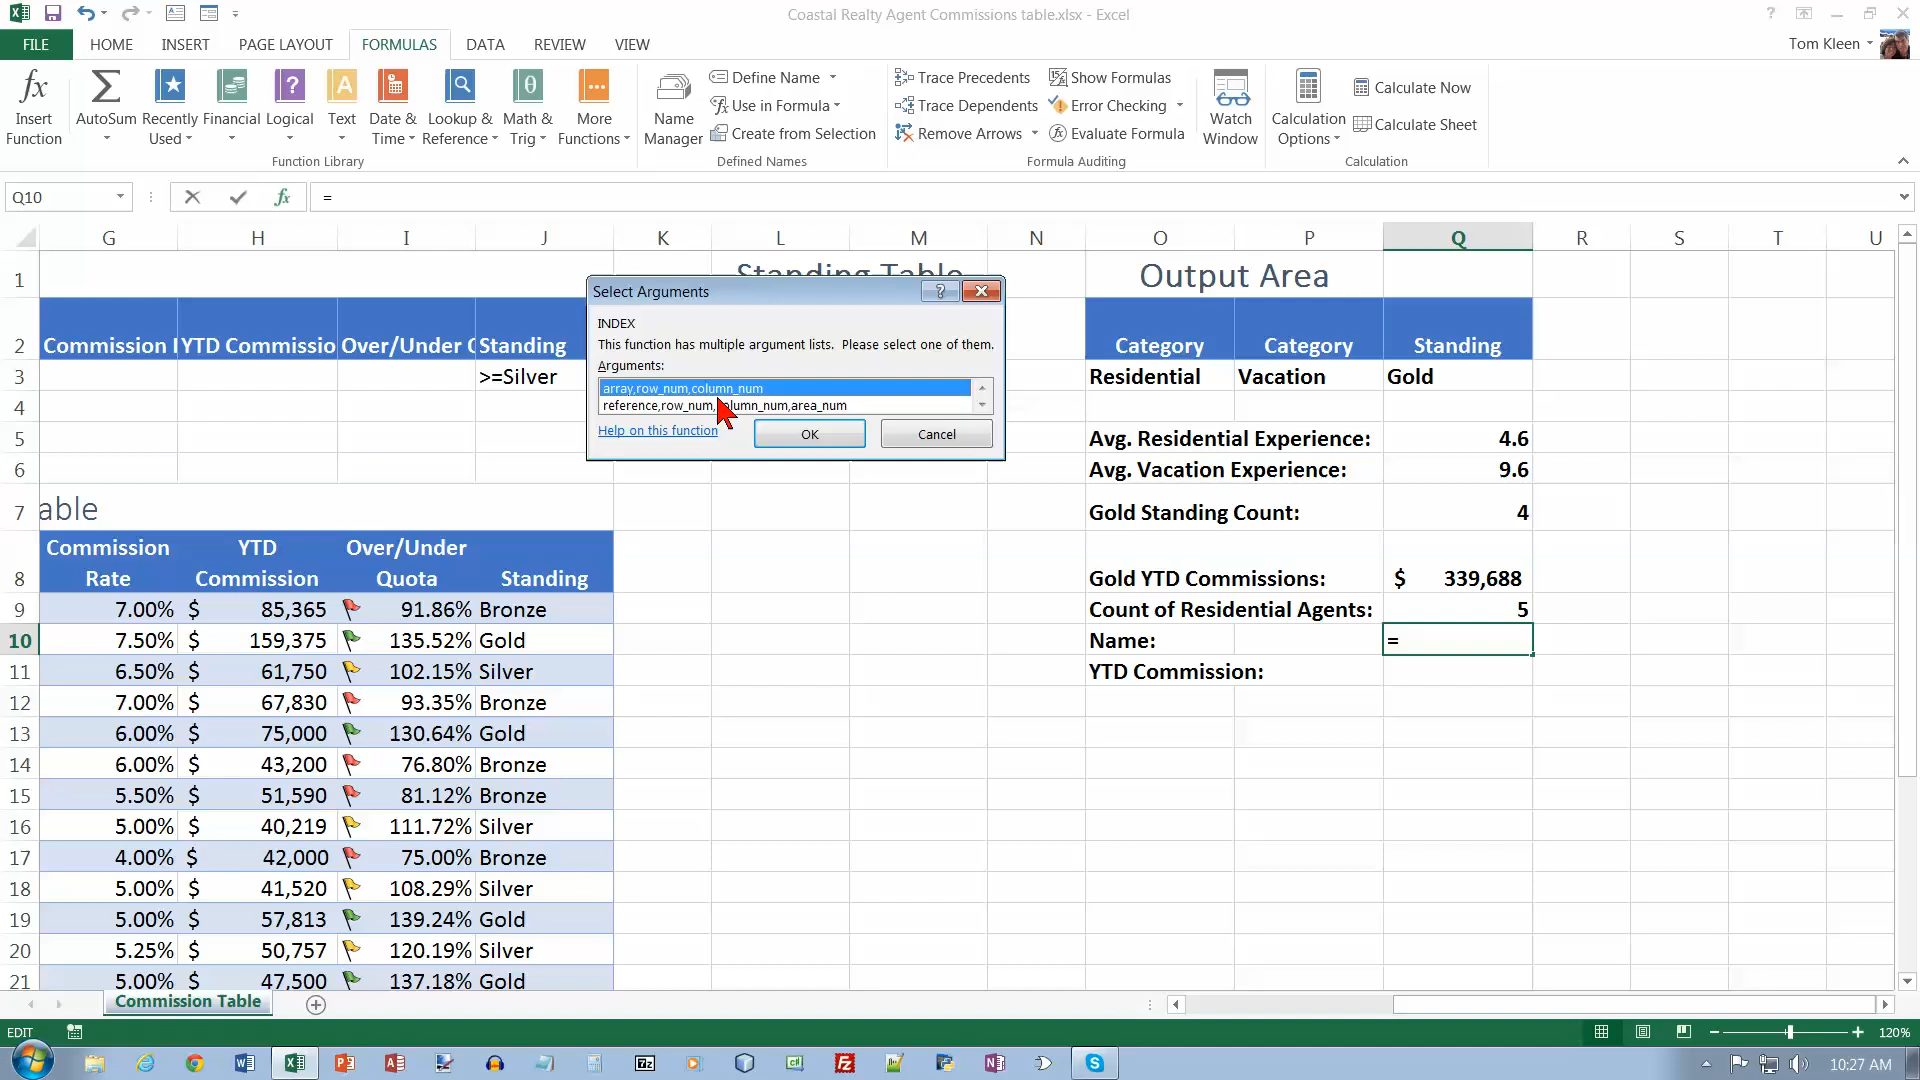 Coastal Realty Agent Commissions table.xlsx - Excel
FILE HOME INSERT PAGE LAYOUT FORMULAS DATA REVIEW VIEW
Tom Kleen
Insert Function
AutoSum
Recently Used
Financial
Logical
Text
Date & Time
Lookup & Reference
Math & Trig
More Functions
Function Library
Name Manager
Define Name
Use in Formula
Create from Selection
Defined Names
Trace Precedents
Trace Dependents
Remove Arrows
Show Formulas
Error Checking
Evaluate Formula
Formula Auditing
Watch Window
Calculation Options
Calculate Now
Calculate Sheet
Calculation
Q10 fx =
G H I J K L M N O P Q R S T U
1 Standing Table Output Area
2 Commission YTD Commissio Over/Under Standing Category Category Standing
3 >=Silver Residential Vacation Gold
4
5 Avg. Residential Experience: 4.6
6 Avg. Vacation Experience: 9.6
7 able Gold Standing Count: 4
Commission YTD Over/Under
8 Rate Commission Quota Standing Gold YTD Commissions: $ 339,688
9 7.00% $ 85,365 91.86% Bronze Count of Residential Agents: 5
10 7.50% $ 159,375 135.52% Gold Name: =
11 6.50% $ 61,750 102.15% Silver YTD Commission:
12 7.00% $ 67,830 93.35% Bronze
13 6.00% $ 75,000 130.64% Gold
14 6.00% $ 43,200 76.80% Bronze
15 5.50% $ 51,590 81.12% Bronze
16 5.00% $ 40,219 111.72% Silver
17 4.00% $ 42,000 75.00% Bronze
18 5.00% $ 41,520 108.29% Silver
19 5.00% $ 57,813 139.24% Gold
20 5.25% $ 50,757 120.19% Silver
21 5.00% $ 47,500 137.18% Gold
Select Arguments
INDEX
This function has multiple argument lists. Please select one of them.
Arguments:
array,row_num,column_num
reference,row_num,column_num,area_num
Help on this function
OK
Cancel
Commission Table
EDIT
120%
10:27 AM